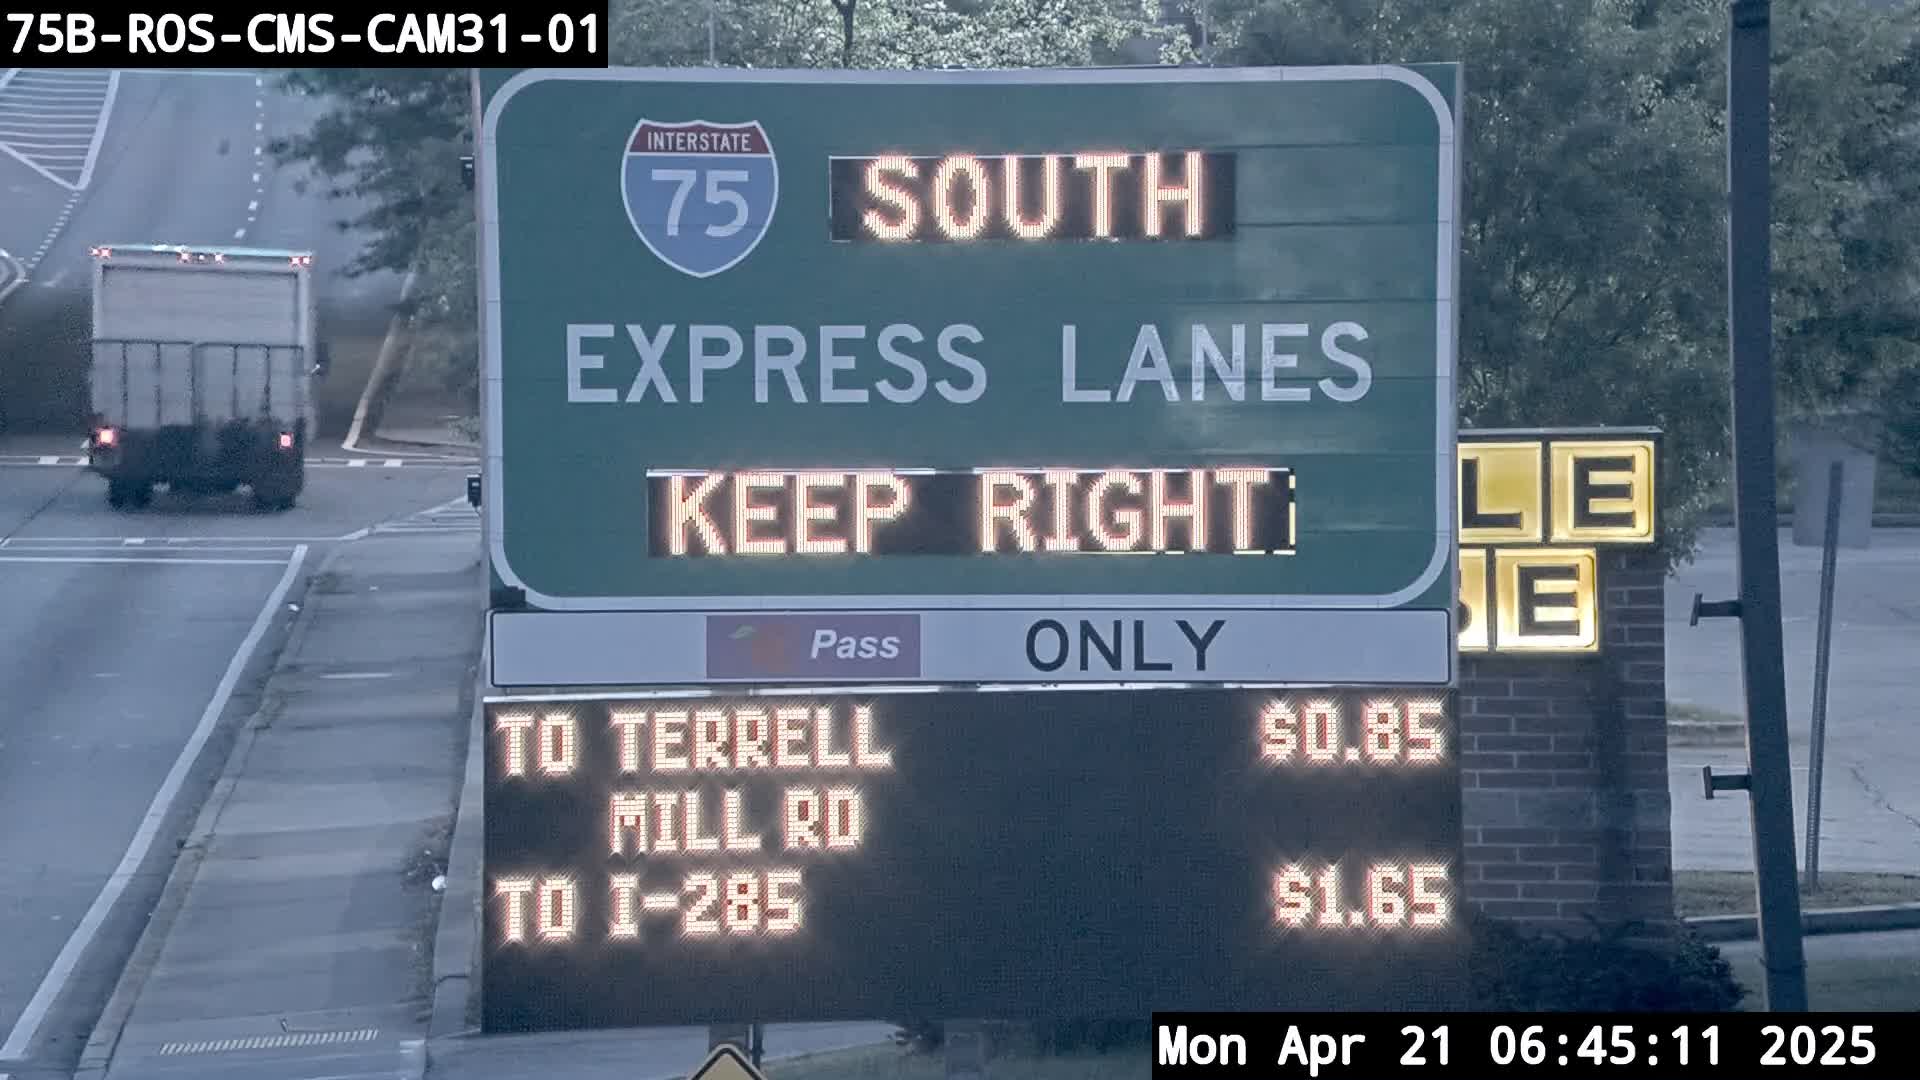 75B-ROS-CMS-CAM31-01
INTERSTATE
75
SOUTH
EXPRESS LANES
KEEP RIGHT
Pass ONLY
TO TERRELL $0.85
MILL RD
TO I-285 $1.65
LE
E
Mon Apr 21 06:45:11 2025